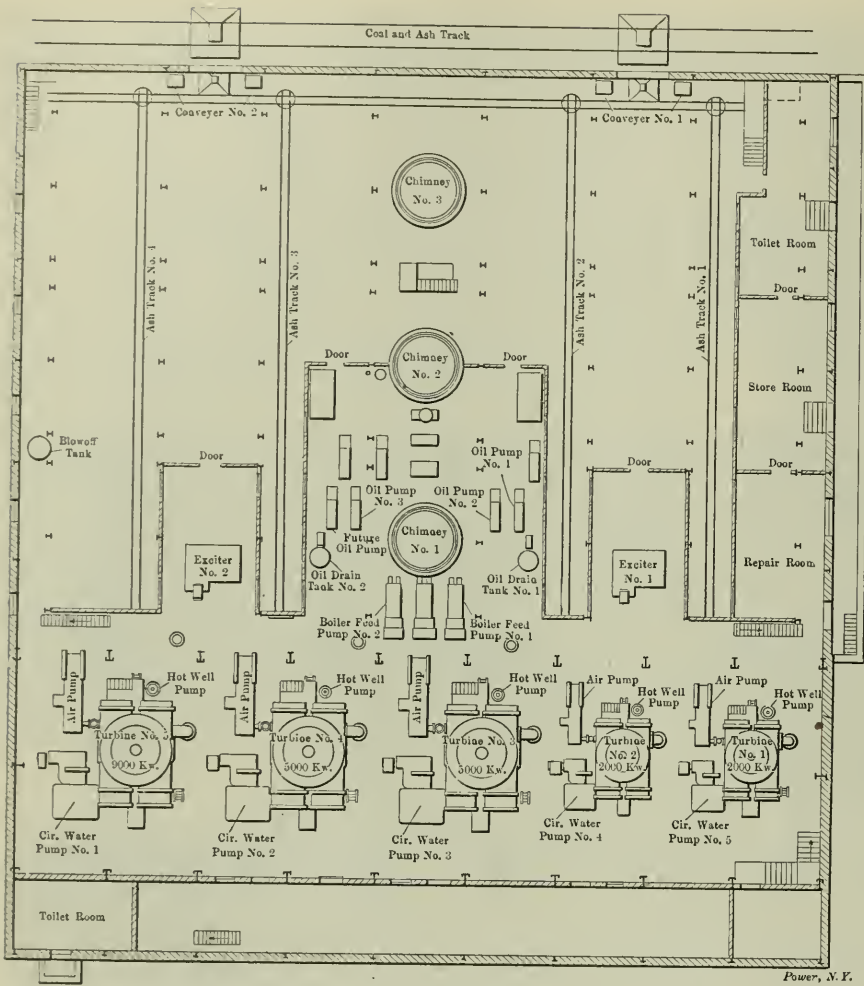 Coal and Ash Track
Conveyer No. 2
Conveyer No. 1
Chimney
No. 3
Ash Track No. 4
Ash Track No. 3
Ash Track No. 2
Ash Track No. 1
Toilet Room
Door
Door
Chimney
No. 2
Door
Store Room
Blowoff
Tank
Door
Oil Pump
No. 1
Door
Door
Oil Pump
No. 3
Oil Pump
No. 2
Future
Oil Pump
Chimney
No. 1
Exciter
No. 2
Oil Drain
Tank No. 2
Oil Drain
Tank No. 1
Exciter
No. 1
Repair Room
Boiler Feed
Pump No. 2
Boiler Feed
Pump No. 1
Air Pump
Hot Well
Pump
Air Pump
Hot Well
Pump
Air Pump
Hot Well
Pump
Air Pump
Hot Well
Pump
Air Pump
Hot Well
Pump
Turbine No. 5
9000 Kw.
Turbine No. 4
5000 Kw.
Turbine No. 3
5000 Kw.
Turbine
No. 2
2000 Kw.
Turbine
No. 1
2000 Kw.
Cir. Water
Pump No. 1
Cir. Water
Pump No. 2
Cir. Water
Pump No. 3
Cir. Water
Pump No. 4
Cir. Water
Pump No. 5
Toilet Room
Power, N.Y.